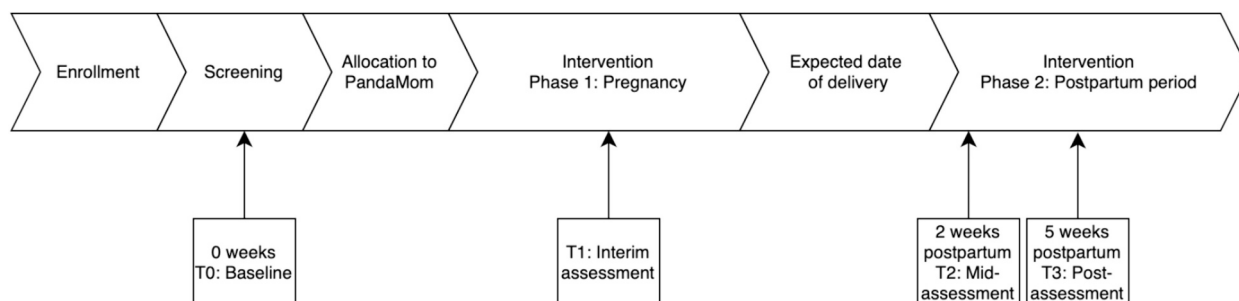 Enrollment
Screening
Allocation to
PandaMom
Intervention
Phase 1: Pregnancy
Expected date
of delivery
Intervention
Phase 2: Postpartum period
0 weeks
T0: Baseline
T1: Interim
assessment
2 weeks
postpartum
T2: Mid-
assessment
5 weeks
postpartum
T3: Post-
assessment